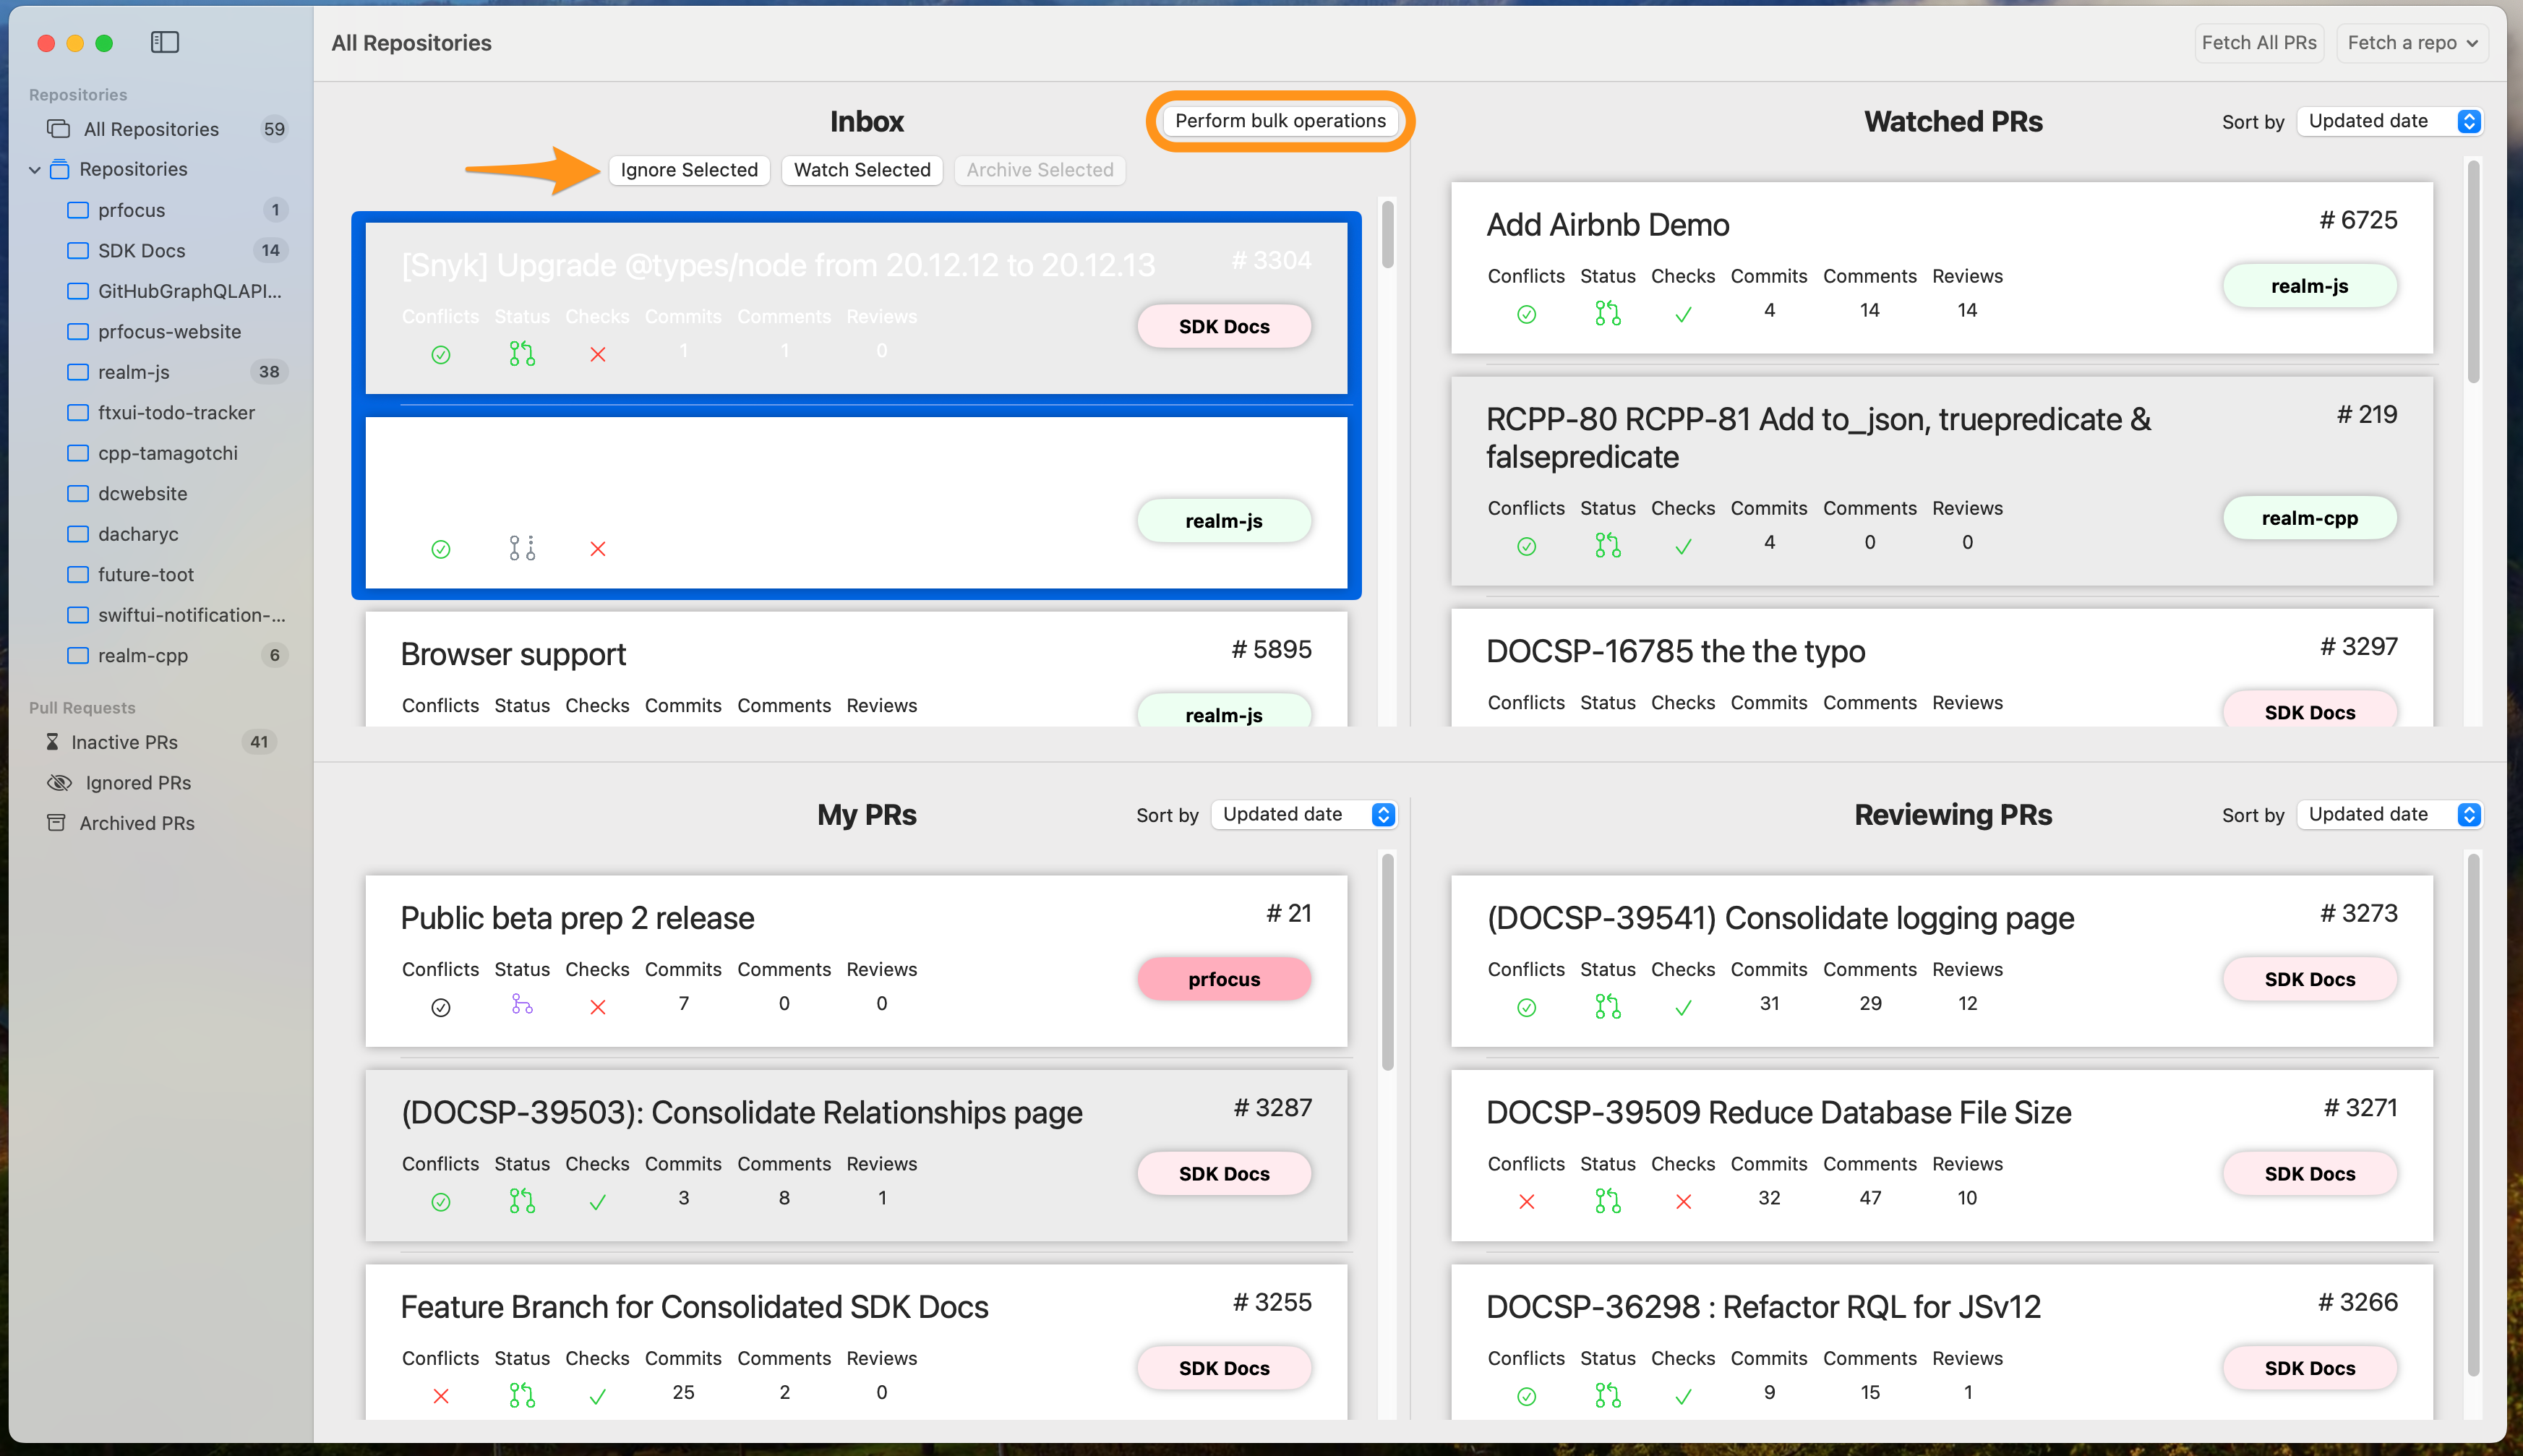 All Repositories
Fetch All PRs
Fetch a repo
Repositories
All Repositories 59
Repositories
prfocus 1
SDK Docs 14
GitHubGraphQLAPI...
prfocus-website
realm-js 38
ftxui-todo-tracker
cpp-tamagotchi
dcwebsite
dacharyc
future-toot
swiftui-notification-...
realm-cpp 6
Pull Requests
Inactive PRs 41
Ignored PRs
Archived PRs
Inbox
Perform bulk operations
Ignore Selected Watch Selected Archive Selected
[Snyk] Upgrade @types/node from 20.12.12 to 20.12.13 # 3304
Conflicts Status Checks Commits Comments Reviews
1 1 0
SDK Docs
realm-js
Browser support # 5895
Conflicts Status Checks Commits Comments Reviews
realm-js
Watched PRs
Sort by Updated date
Add Airbnb Demo # 6725
Conflicts Status Checks Commits Comments Reviews
4 14 14
realm-js
RCPP-80 RCPP-81 Add to_json, truepredicate & # 219
falsepredicate
Conflicts Status Checks Commits Comments Reviews
4 0 0
realm-cpp
DOCSP-16785 the the typo # 3297
Conflicts Status Checks Commits Comments Reviews
SDK Docs
My PRs
Sort by Updated date
Public beta prep 2 release # 21
Conflicts Status Checks Commits Comments Reviews
7 0 0
prfocus
(DOCSP-39503): Consolidate Relationships page # 3287
Conflicts Status Checks Commits Comments Reviews
3 8 1
SDK Docs
Feature Branch for Consolidated SDK Docs # 3255
Conflicts Status Checks Commits Comments Reviews
25 2 0
SDK Docs
Reviewing PRs
Sort by Updated date
(DOCSP-39541) Consolidate logging page # 3273
Conflicts Status Checks Commits Comments Reviews
31 29 12
SDK Docs
DOCSP-39509 Reduce Database File Size # 3271
Conflicts Status Checks Commits Comments Reviews
32 47 10
SDK Docs
DOCSP-36298 : Refactor RQL for JSv12 # 3266
Conflicts Status Checks Commits Comments Reviews
9 15 1
SDK Docs